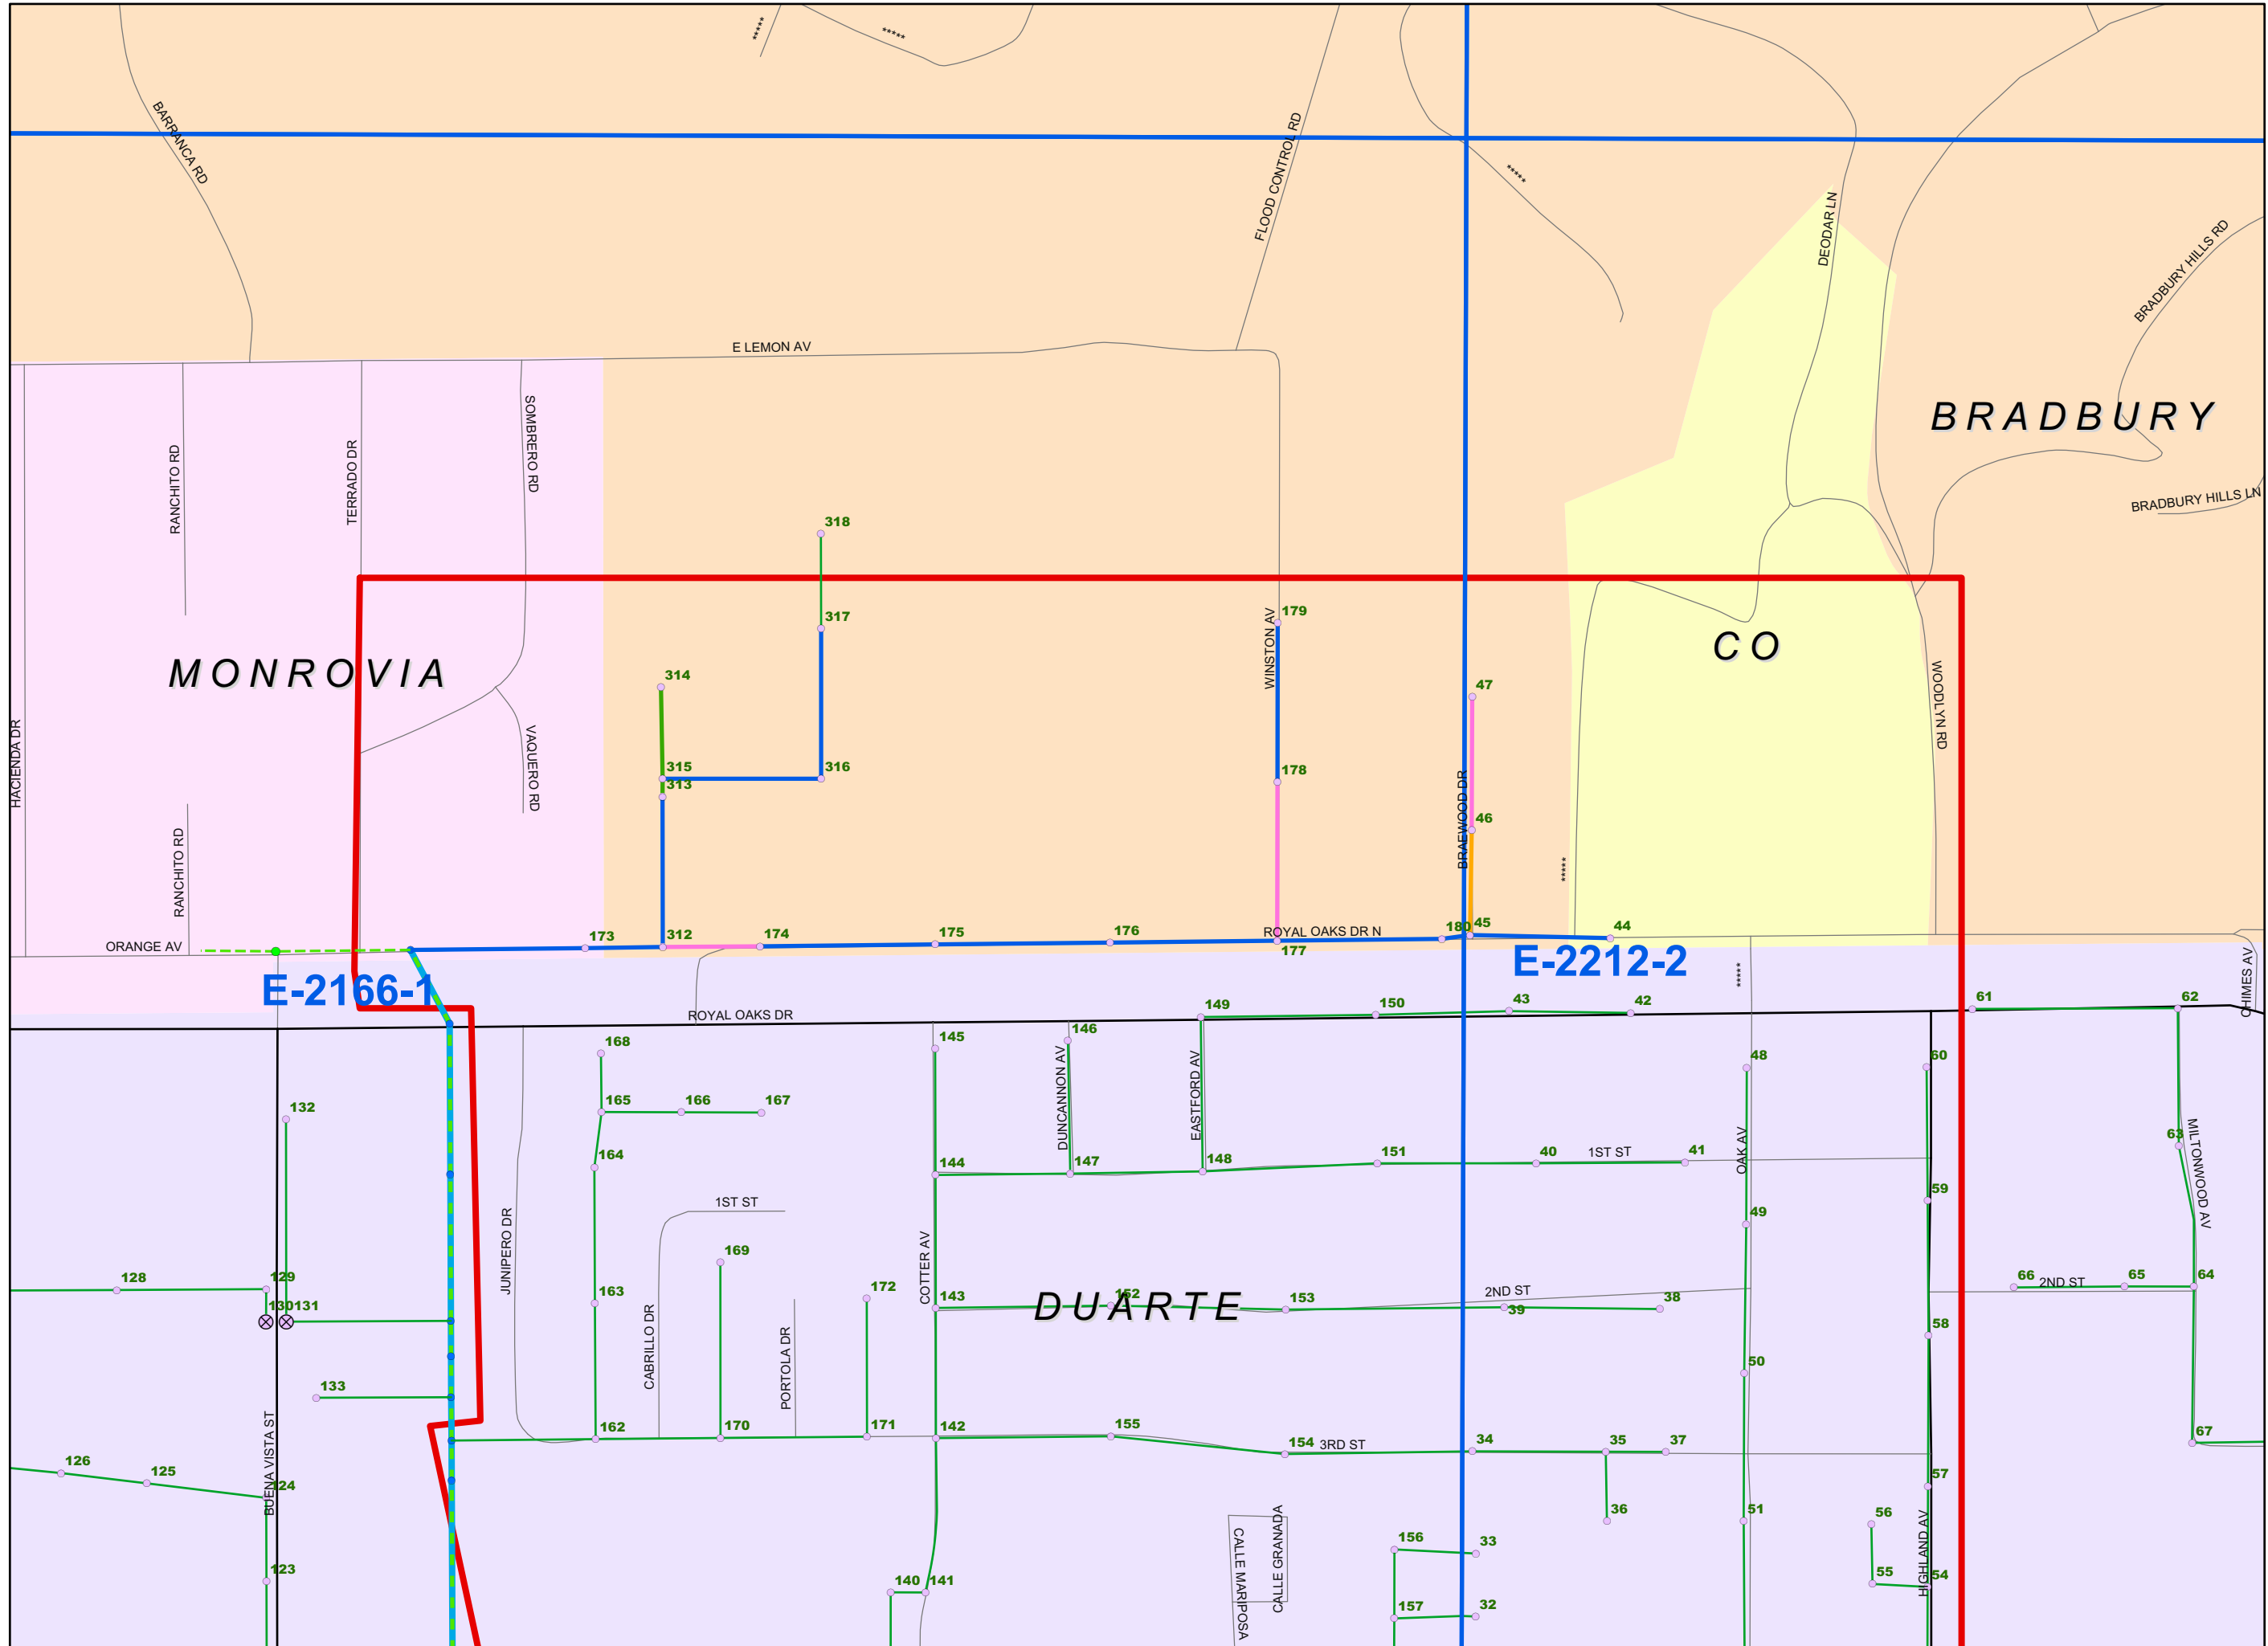 *****
*****
BARRANCA RD
FLOOD CONTROL RD
*****
DEODAR LN
BRADBURY HILLS RD
E LEMON AV
BRADBURY
BRADBURY HILLS LN
RANCHITO RD
TERRADO DR
SOMBRERO RD
318
317
179
WINSTON AV
MONROVIA
CO
314
47
WOODLYN RD
HACIENDA DR
VAQUERO RD
315
316
178
313
BRAEWOOD DR
46
RANCHITO RD
*****
ORANGE AV
173
312
174
175
176
ROYAL OAKS DR N
177
180
45
44
E-2166-1
E-2212-2
*****
CHIMES AV
ROYAL OAKS DR
149
150
43
42
61
62
168
145
146
DUNCANNON AV
EASTFORD AV
48
60
132
165
166
167
OAK AV
MILTONWOOD AV
63
164
144
147
148
151
40
1ST ST
41
JUNIPERO DR
1ST ST
59
49
128
129
169
COTTER AV
130
131
163
172
143
152
153
2ND ST
39
38
66
2ND ST
65
64
DUARTE
CABRILLO DR
PORTOLA DR
58
133
50
BUENA VISTA ST
162
170
171
142
155
154
3RD ST
34
35
37
67
126
125
124
57
CALLE MARIPOSA
CALLE GRANADA
36
51
56
HIGHLAND AV
156
33
123
140
141
55
54
157
32